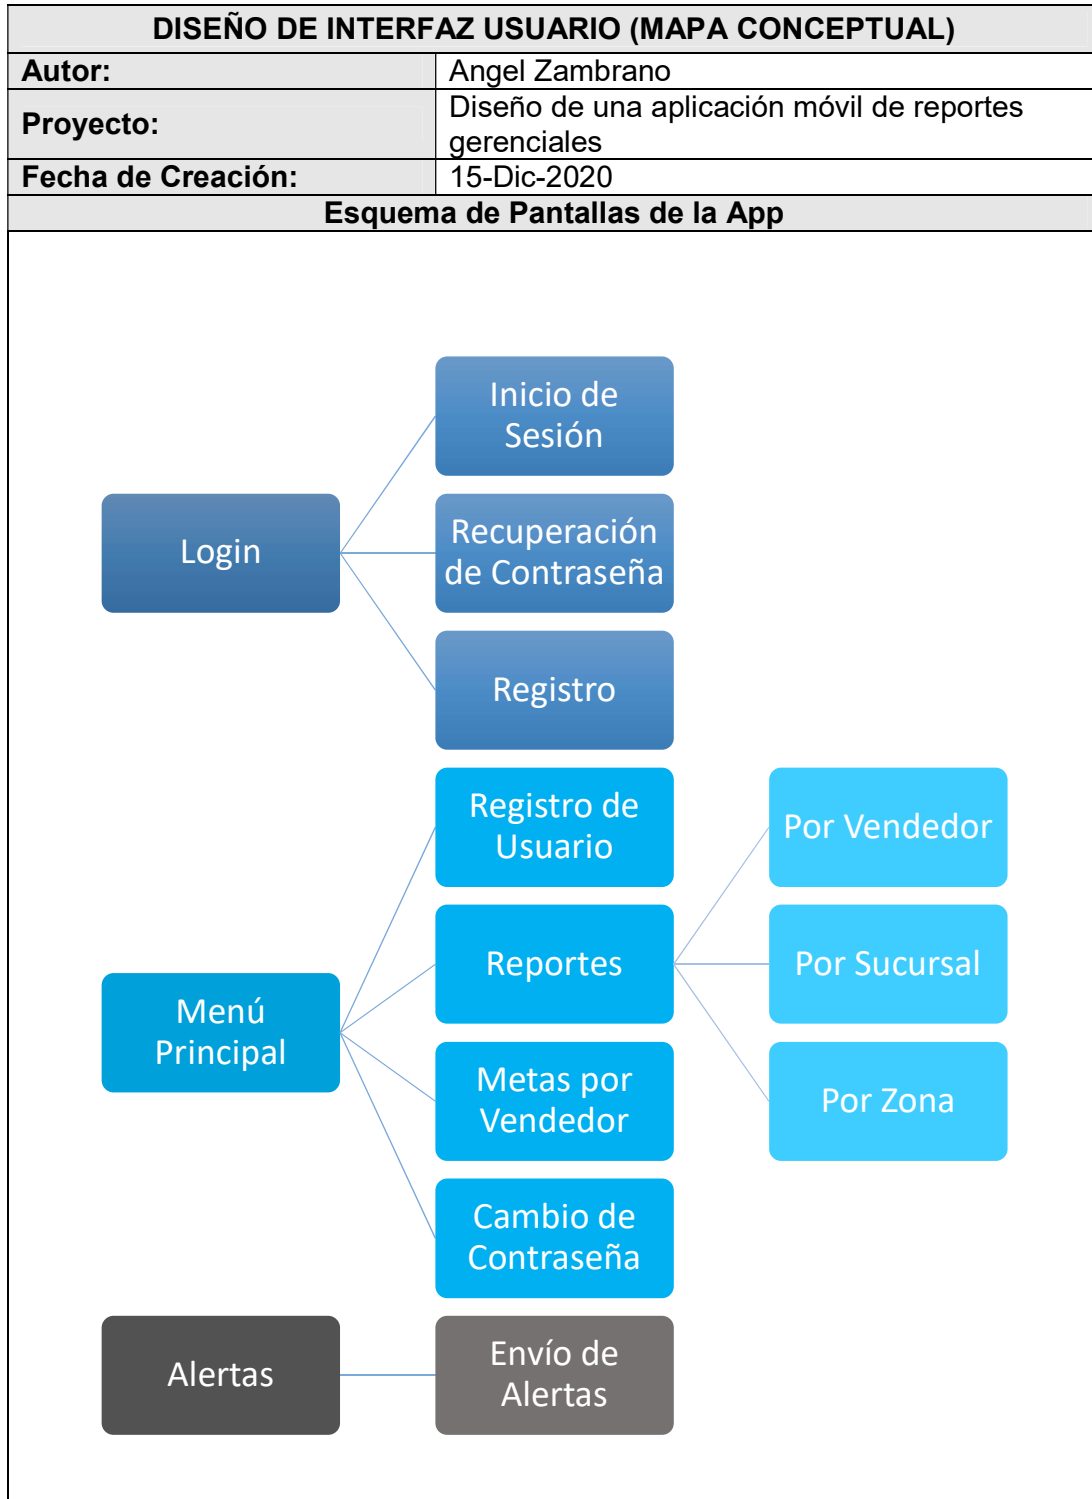 DISEÑO DE INTERFAZ USUARIO (MAPA CONCEPTUAL)
Autor:
Angel Zambrano
Proyecto:
Diseño de una aplicación móvil de reportes
gerenciales
Fecha de Creación:
15-Dic-2020
Esquema de Pantallas de la App
Login
Inicio de
Sesión
Recuperación
de Contraseña
Registro
Menú
Principal
Registro de
Usuario
Reportes
Por Vendedor
Por Sucursal
Por Zona
Metas por
Vendedor
Cambio de
Contraseña
Alertas
Envío de
Alertas